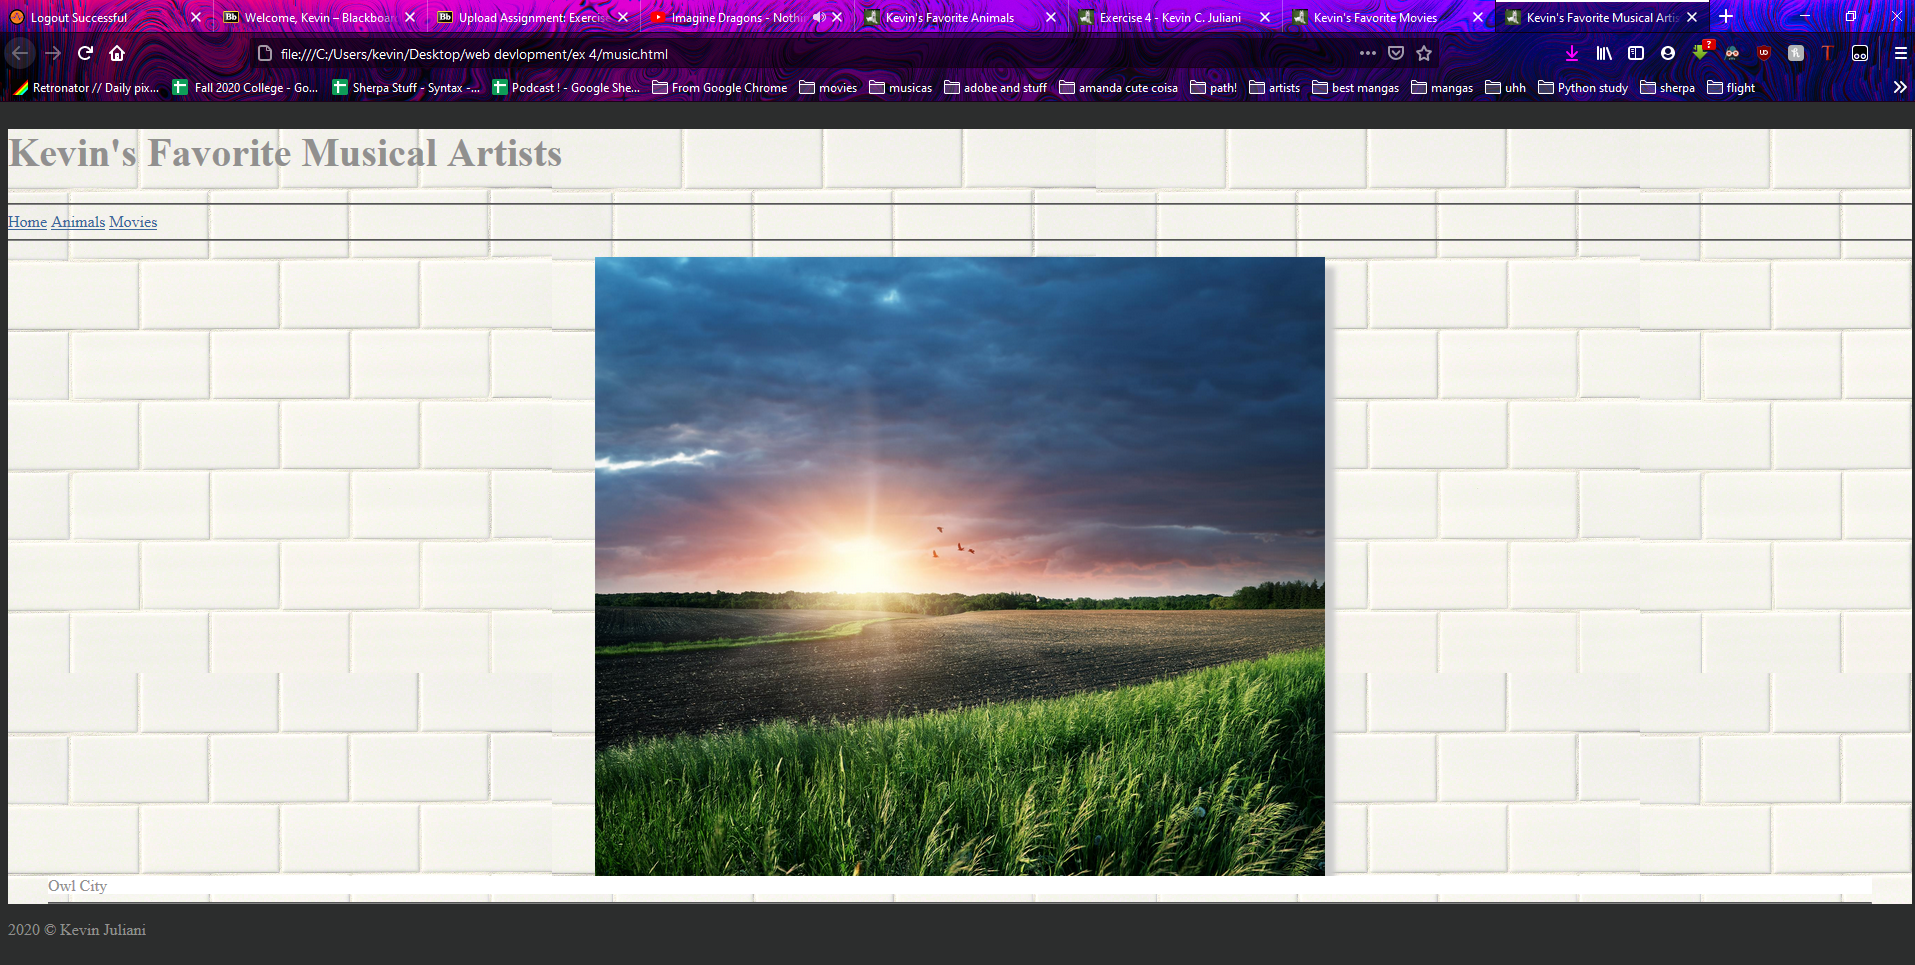 Logout Successful
Welcome, Kevin – Blackboar
Upload Assignment: Exercise
Imagine Dragons - Nothi
Kevin's Favorite Animals
Exercise 4 - Kevin C. Juliani
Kevin's Favorite Movies
Kevin's Favorite Musical Artis
file:///C:/Users/kevin/Desktop/web devlopment/ex 4/music.html
Retronator // Daily pix...
Fall 2020 College - Go...
Sherpa Stuff - Syntax -...
Podcast ! - Google She...
From Google Chrome
movies
musicas
adobe and stuff
amanda cute coisa
path!
artists
best mangas
mangas
uhh
Python study
sherpa
flight
Kevin's Favorite Musical Artists
Home Animals Movies
Owl City
2020 © Kevin Juliani